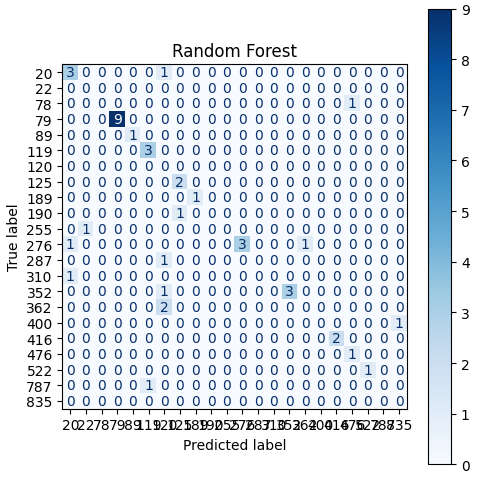 Random Forest
20 3 0 0 0 0 0 1 0 0 0 0 0 0 0 0 0 0 0 0 0 0 0
22 0 0 0 0 0 0 0 0 0 0 0 0 0 0 0 0 0 0 0 0 0 0
78 0 0 0 0 0 0 0 0 0 0 0 0 0 0 0 0 0 0 1 0 0 0
79 0 0 0 9 0 0 0 0 0 0 0 0 0 0 0 0 0 0 0 0 0 0
89 0 0 0 0 1 0 0 0 0 0 0 0 0 0 0 0 0 0 0 0 0 0
119 0 0 0 0 0 3 0 0 0 0 0 0 0 0 0 0 0 0 0 0 0 0
120 0 0 0 0 0 0 0 0 0 0 0 0 0 0 0 0 0 0 0 0 0 0
125 0 0 0 0 0 0 0 2 0 0 0 0 0 0 0 0 0 0 0 0 0 0
189 0 0 0 0 0 0 0 0 1 0 0 0 0 0 0 0 0 0 0 0 0 0
190 0 0 0 0 0 0 0 1 0 0 0 0 0 0 0 0 0 0 0 0 0 0
255 0 1 0 0 0 0 0 0 0 0 0 0 0 0 0 0 0 0 0 0 0 0
276 1 0 0 0 0 0 0 0 0 0 0 3 0 0 0 1 0 0 0 0 0 0
287 0 0 0 0 0 0 1 0 0 0 0 0 0 0 0 0 0 0 0 0 0 0
310 1 0 0 0 0 0 0 0 0 0 0 0 0 0 0 0 0 0 0 0 0 0
352 0 0 0 0 0 0 1 0 0 0 0 0 0 0 3 0 0 0 0 0 0 0
362 0 0 0 0 0 0 2 0 0 0 0 0 0 0 0 0 0 0 0 0 0 0
400 0 0 0 0 0 0 0 0 0 0 0 0 0 0 0 0 0 0 0 0 0 1
416 0 0 0 0 0 0 0 0 0 0 0 0 0 0 0 0 0 2 0 0 0 0
476 0 0 0 0 0 0 0 0 0 0 0 0 0 0 0 0 0 0 1 0 0 0
522 0 0 0 0 0 0 0 0 0 0 0 0 0 0 0 0 0 0 0 1 0 0
787 0 0 0 0 0 1 0 0 0 0 0 0 0 0 0 0 0 0 0 0 0 0
835 0 0 0 0 0 0 0 0 0 0 0 0 0 0 0 0 0 0 0 0 0 0
20 22 78 79 89 119 120 125 189 190 255 276 287 310 352 362 400 416 476 522 787 835
True label
Predicted label
9
8
7
6
5
4
3
2
1
0